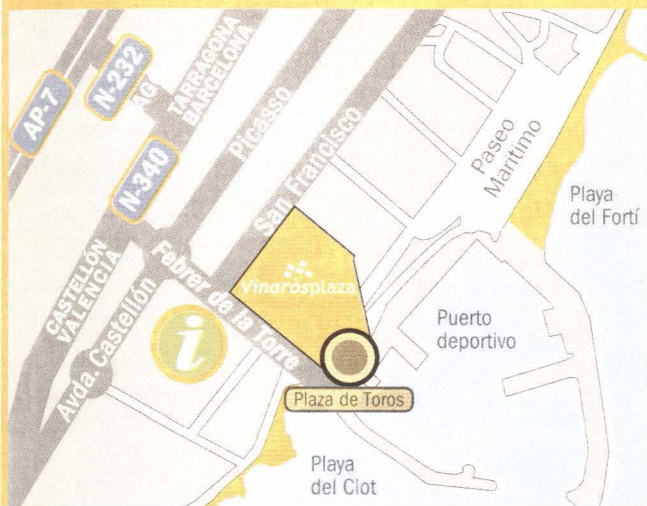 AP-7
N-232
TARRAGONA
BARCELONA
Picasso
San Francisco
Paseo
Marítimo
Playa
del Fortí
N-340
CASTELLÓN
VALENCIA
Avda. Castellón
Febrer de la Torre
Vinaròsplaza
i
Puerto
deportivo
Plaza de Toros
Playa
del Clot